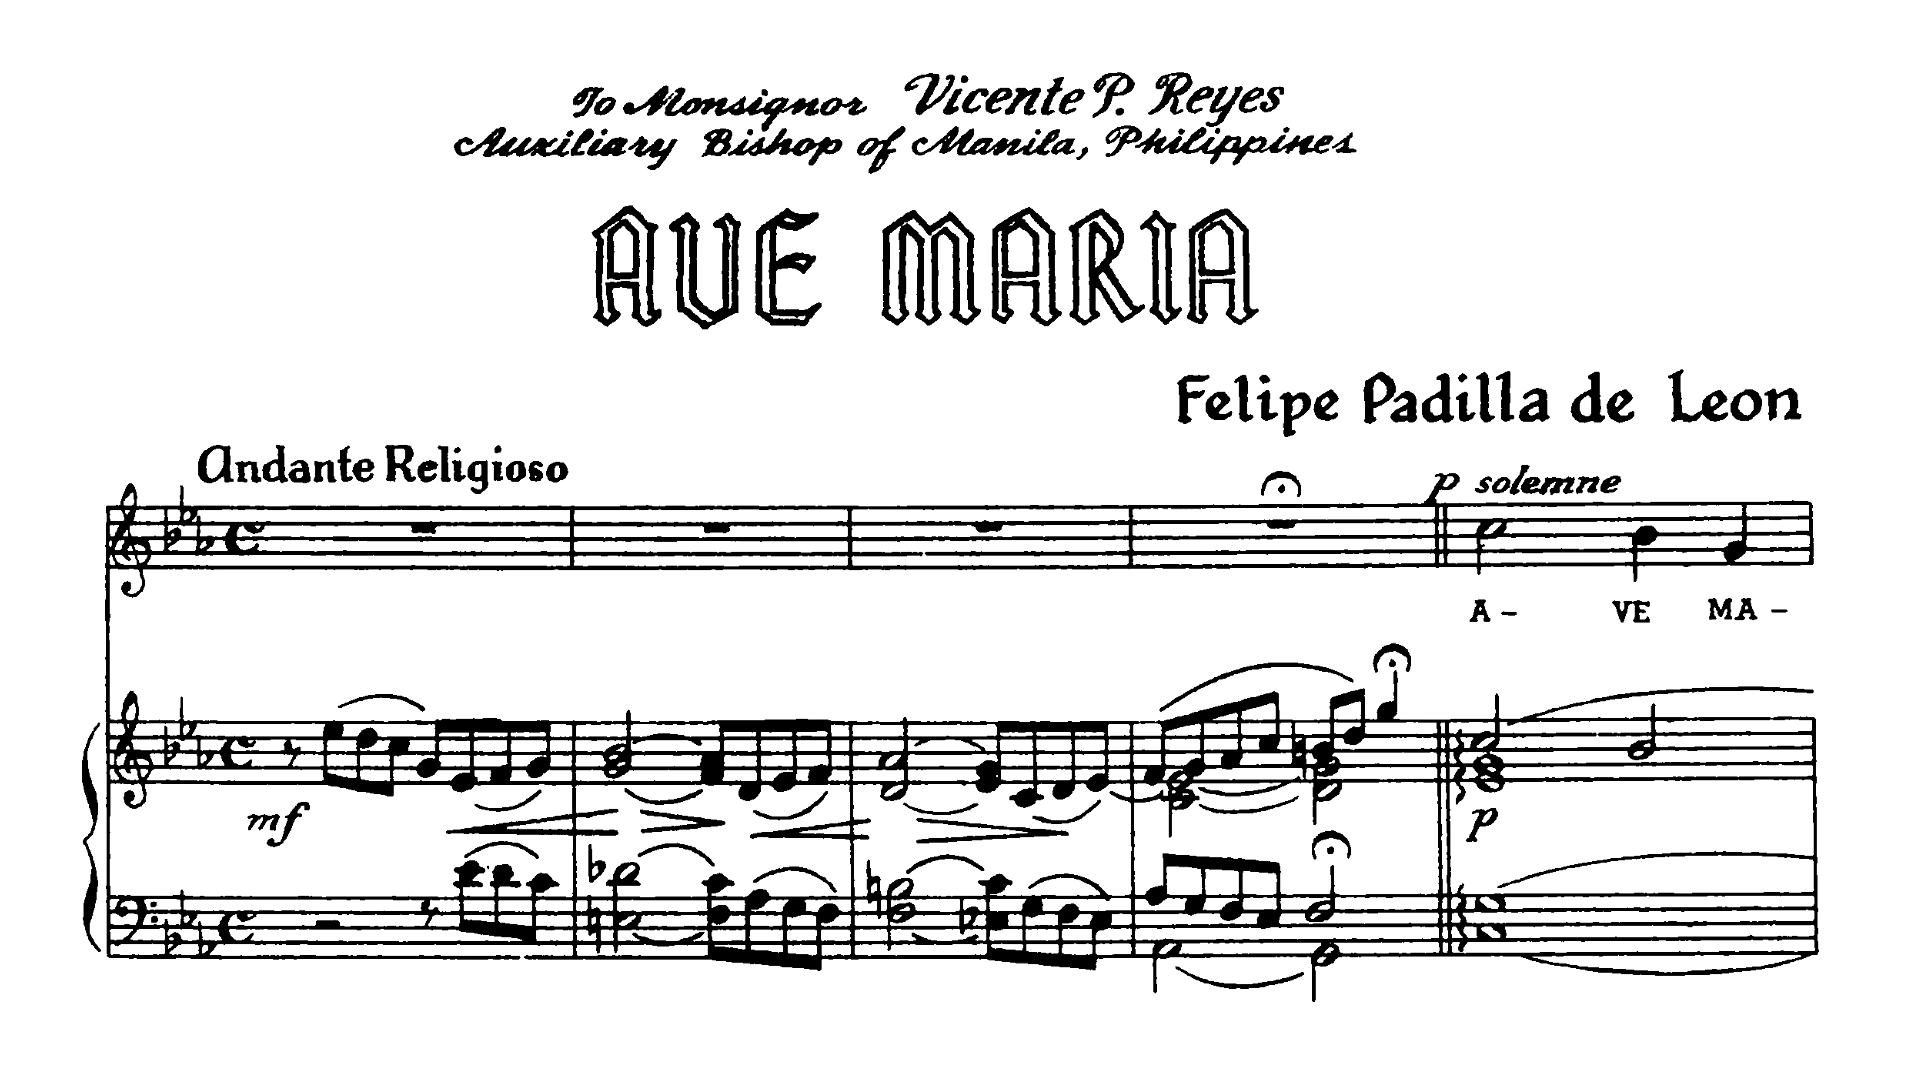 To Monsignor Vicente P. Reyes
Auxiliary Bishop of Manila, Philippines
AVE MARIA
Felipe Padilla de Leon
Andante Religioso
p solemne
A - VE MA -
mf
p